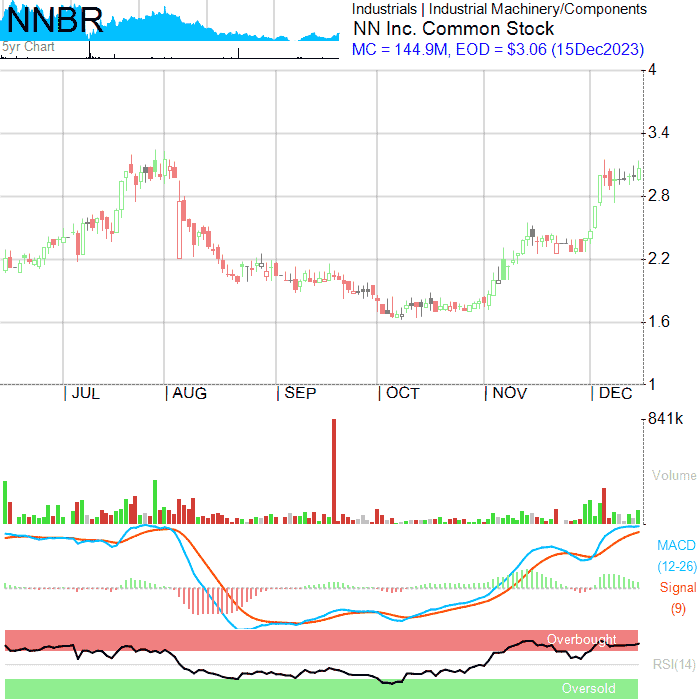 NNBR
5yr Chart
Industrials | Industrial Machinery/Components
NN Inc. Common Stock
MC = 144.9M, EOD = $3.06 (15Dec2023)
4
3.4
2.8
2.2
1.6
1
| JUL | AUG | SEP | OCT | NOV | DEC
841k
Volume
MACD
(12-26)
Signal
(9)
Overbought
RSI(14)
Oversold